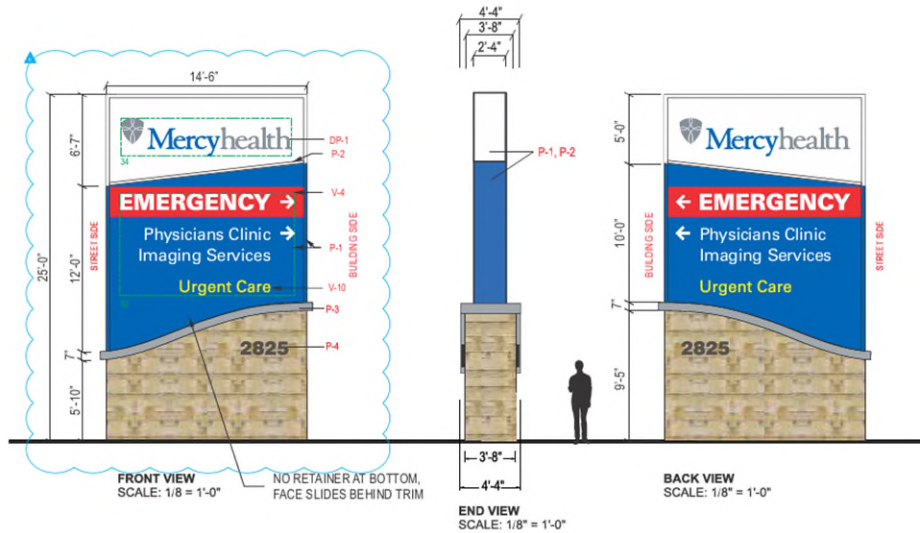 4'-4"
3'-8"
2'-4"
14'-6"
6'-7"
25'-0"
12'-0"
7"
5'-10"
STREET SIDE
Mercyhealth
34
EMERGENCY →
Physicians Clinic →
Imaging Services
Urgent Care
2825
BUILDING SIDE
DP-1
P-2
V-4
P-1
V-10
P-3
P-4
NO RETAINER AT BOTTOM,
FACE SLIDES BEHIND TRIM
FRONT VIEW
SCALE: 1/8 = 1'-0"
P-1, P-2
3'-8"
4'-4"
END VIEW
SCALE: 1/8" = 1'-0"
5'-0"
10'-0"
7"
9'-5"
BUILDING SIDE
Mercyhealth
← EMERGENCY
← Physicians Clinic
Imaging Services
Urgent Care
2825
STREET SIDE
BACK VIEW
SCALE: 1/8" = 1'-0"